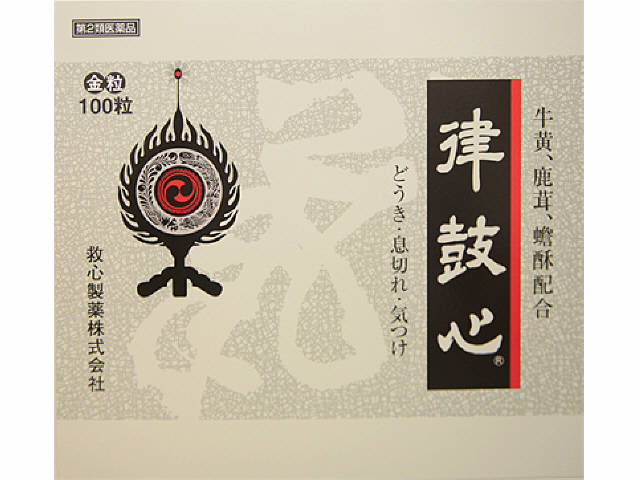 第2類医薬品
金粒
100粒
牛黄、鹿茸、蟾酥配合
律鼓心®
どうき・息切れ・気つけ
救心製薬株式会社